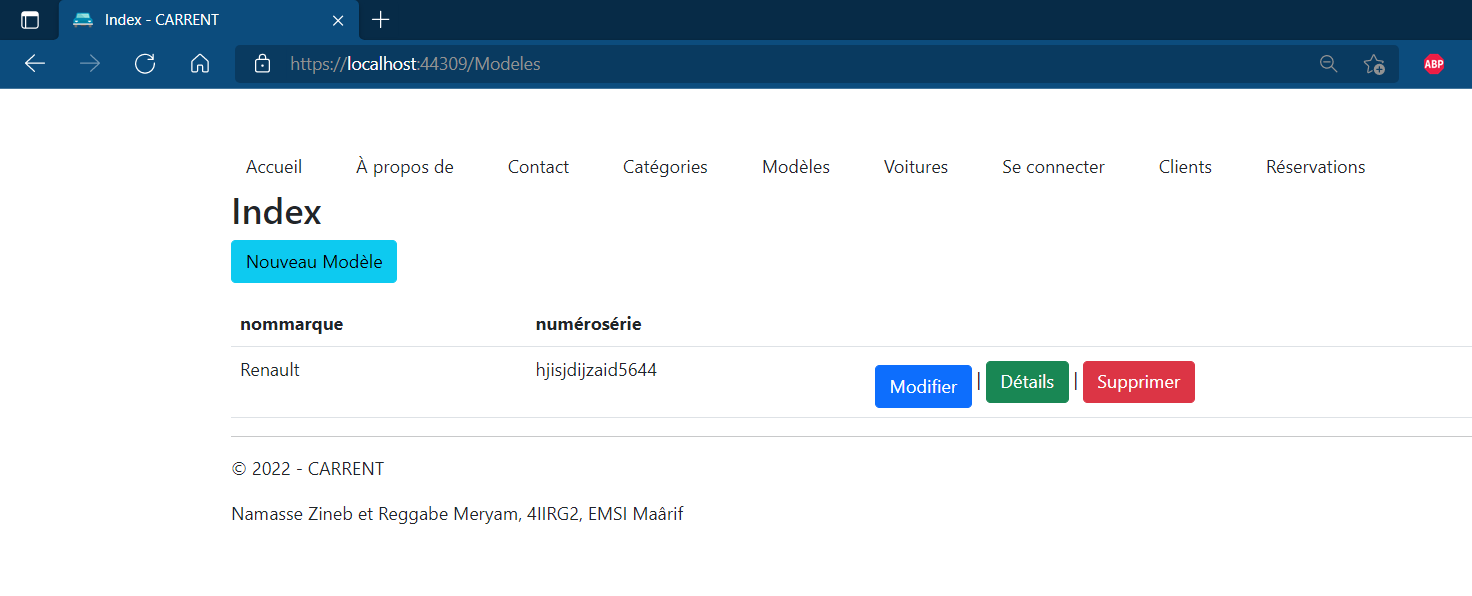 Index - CARRENT
https://localhost:44309/Modeles
ABP
Accueil À propos de Contact Catégories Modèles Voitures Se connecter Clients Réservations
Index
Nouveau Modèle
nommarque numérosérie
Renault hjisjdijzaid5644 Modifier | Détails | Supprimer
© 2022 - CARRENT
Namasse Zineb et Reggabe Meryam, 4IIRG2, EMSI Maârif